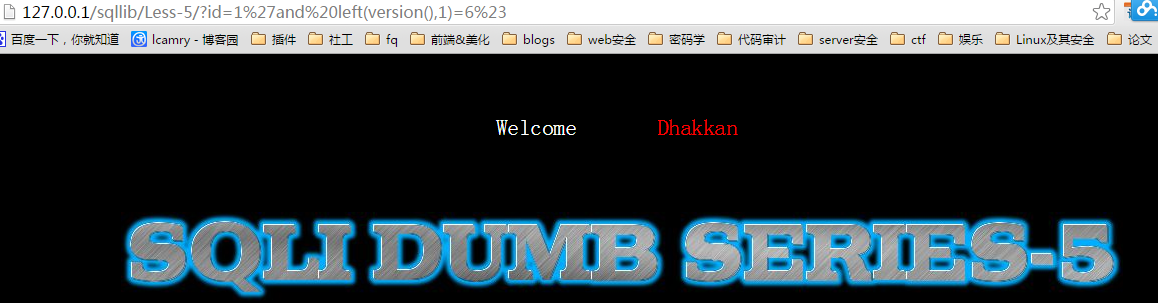 127.0.0.1/sqllib/Less-5/?id=1%27and%20left(version(),1)=6%23
百度一下，你就知道 lcamry - 博客园 插件 社工 fq 前端&美化 blogs web安全 密码学 代码审计 server安全 ctf 娱乐 Linux及其安全 论文
Welcome Dhakkan
SQLI DUMB SERIES-5